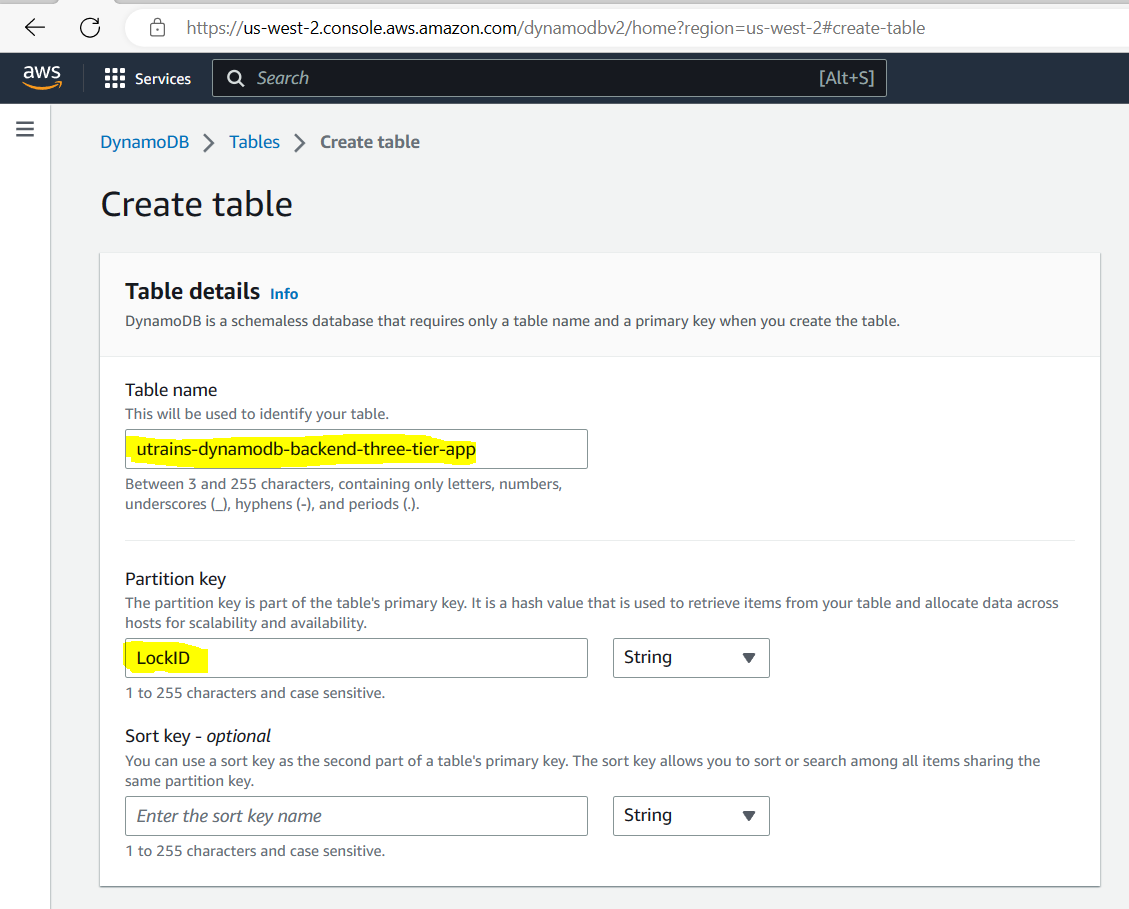 https://us-west-2.console.aws.amazon.com/dynamodbv2/home?region=us-west-2#create-table
aws Services Search [Alt+S]
DynamoDB Tables Create table
Create table
Table details Info
DynamoDB is a schemaless database that requires only a table name and a primary key when you create the table.
Table name
This will be used to identify your table.
utrains-dynamodb-backend-three-tier-app
Between 3 and 255 characters, containing only letters, numbers,
underscores (_), hyphens (-), and periods (.).
Partition key
The partition key is part of the table's primary key. It is a hash value that is used to retrieve items from your table and allocate data across
hosts for scalability and availability.
LockID String
1 to 255 characters and case sensitive.
Sort key - optional
You can use a sort key as the second part of a table's primary key. The sort key allows you to sort or search among all items sharing the
same partition key.
Enter the sort key name String
1 to 255 characters and case sensitive.